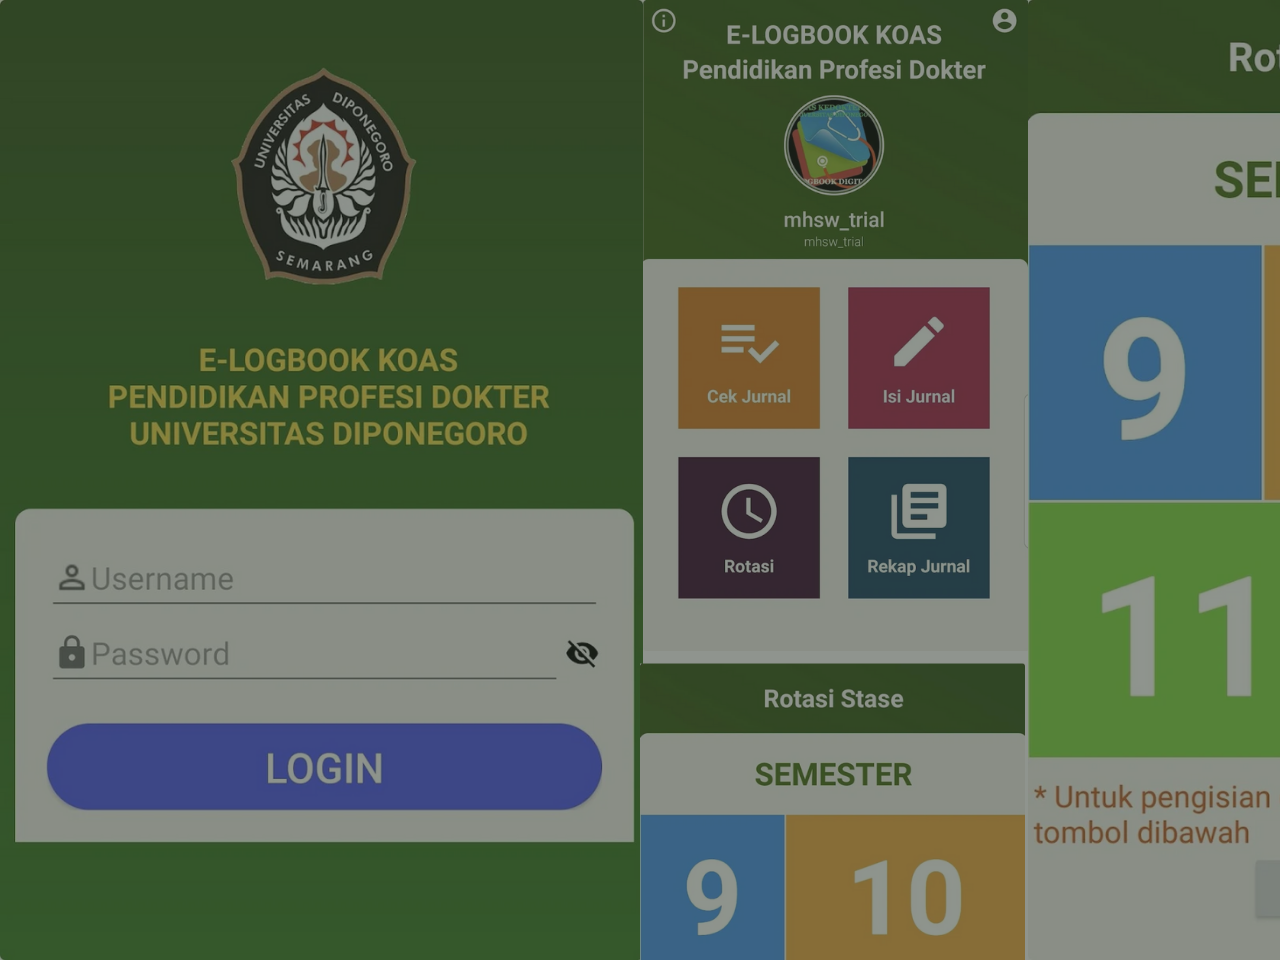 UNIVERSITAS DIPONEGORO
SEMARANG
E-LOGBOOK KOAS
PENDIDIKAN PROFESI DOKTER
UNIVERSITAS DIPONEGORO
Username
Password
LOGIN
E-LOGBOOK KOAS
Pendidikan Profesi Dokter
mhsw_trial
mhsw_trial
Cek Jurnal
Isi Jurnal
Rotasi
Rekap Jurnal
Rotasi Stase
SEMESTER
9
10
9
11
* Untuk pengisian
tombol dibawah